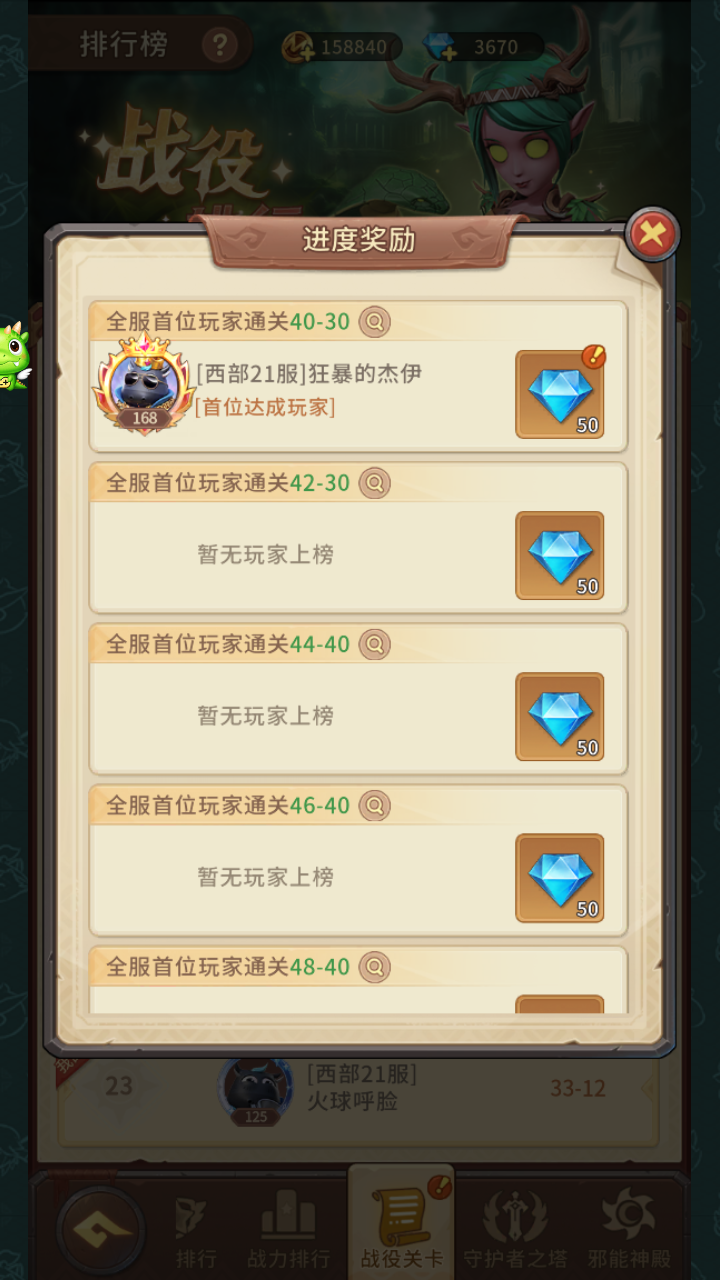 排行榜
?
158840
3670
战役
进度奖励
全服首位玩家通关40-30
[西部21服]狂暴的杰伊
[首位达成玩家]
168
50
全服首位玩家通关42-30
暂无玩家上榜
50
全服首位玩家通关44-40
暂无玩家上榜
50
全服首位玩家通关46-40
暂无玩家上榜
50
全服首位玩家通关48-40
23
125
[西部21服]
火球呼脸
33-12
排行
战力排行
战役关卡
守护者之塔
邪能神殿